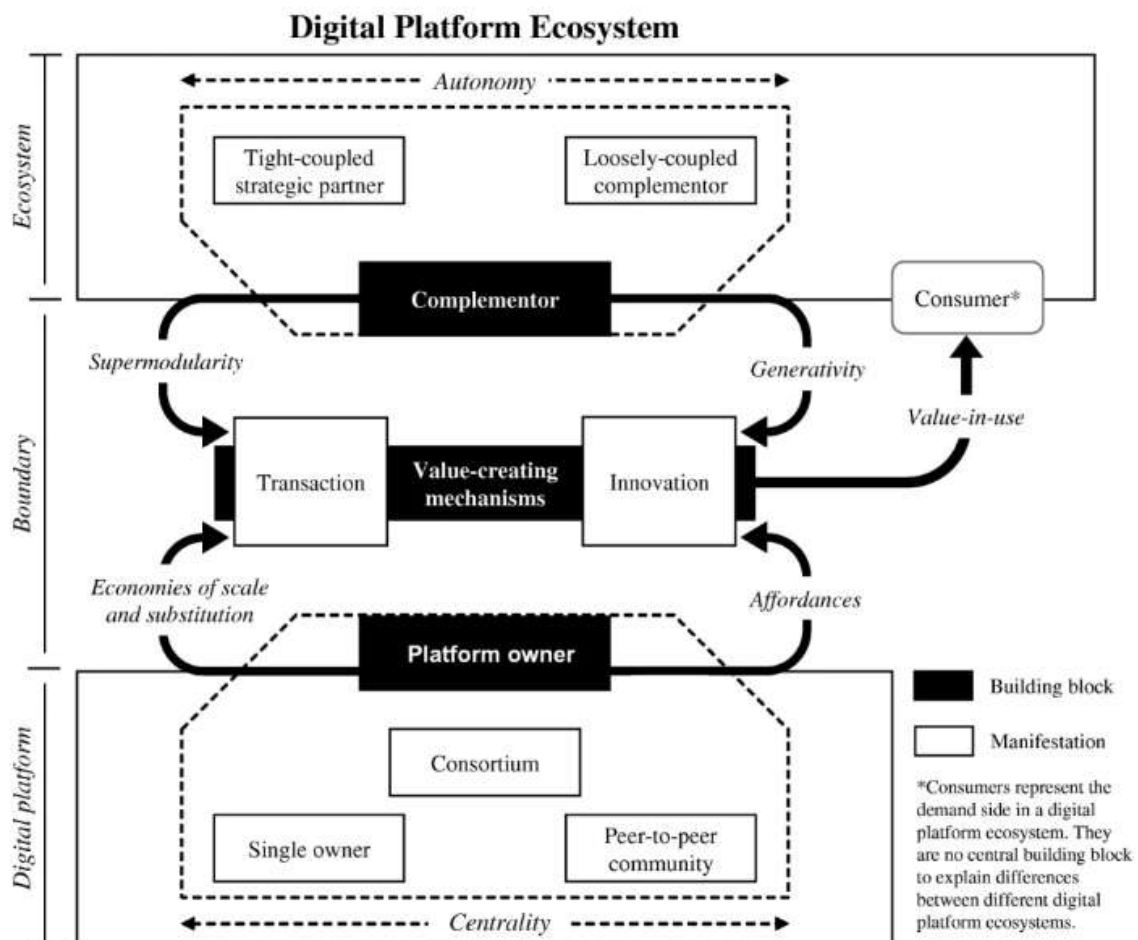 Digital Platform Ecosystem
Ecosystem
Autonomy
Tight-coupled
strategic partner
Loosely-coupled
complementor
Complementor
Consumer*
Boundary
Supermodularity
Generativity
Value-in-use
Transaction
Value-creating
mechanisms
Innovation
Economies of scale
and substitution
Affordances
Platform owner
Digital platform
Consortium
Single owner
Peer-to-peer
community
Centrality
Building block
Manifestation
*Consumers represent the
demand side in a digital
platform ecosystem. They
are no central building block
to explain differences
between different digital
platform ecosystems.